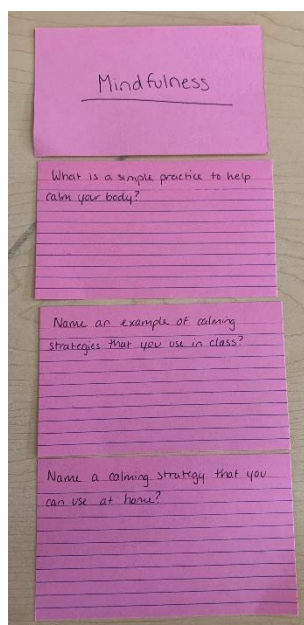 Mindfulness
What is a simple practice to help
calm your body?
Name an example of calming
strategies that you use in class?
Name a calming strategy that you
can use at home?